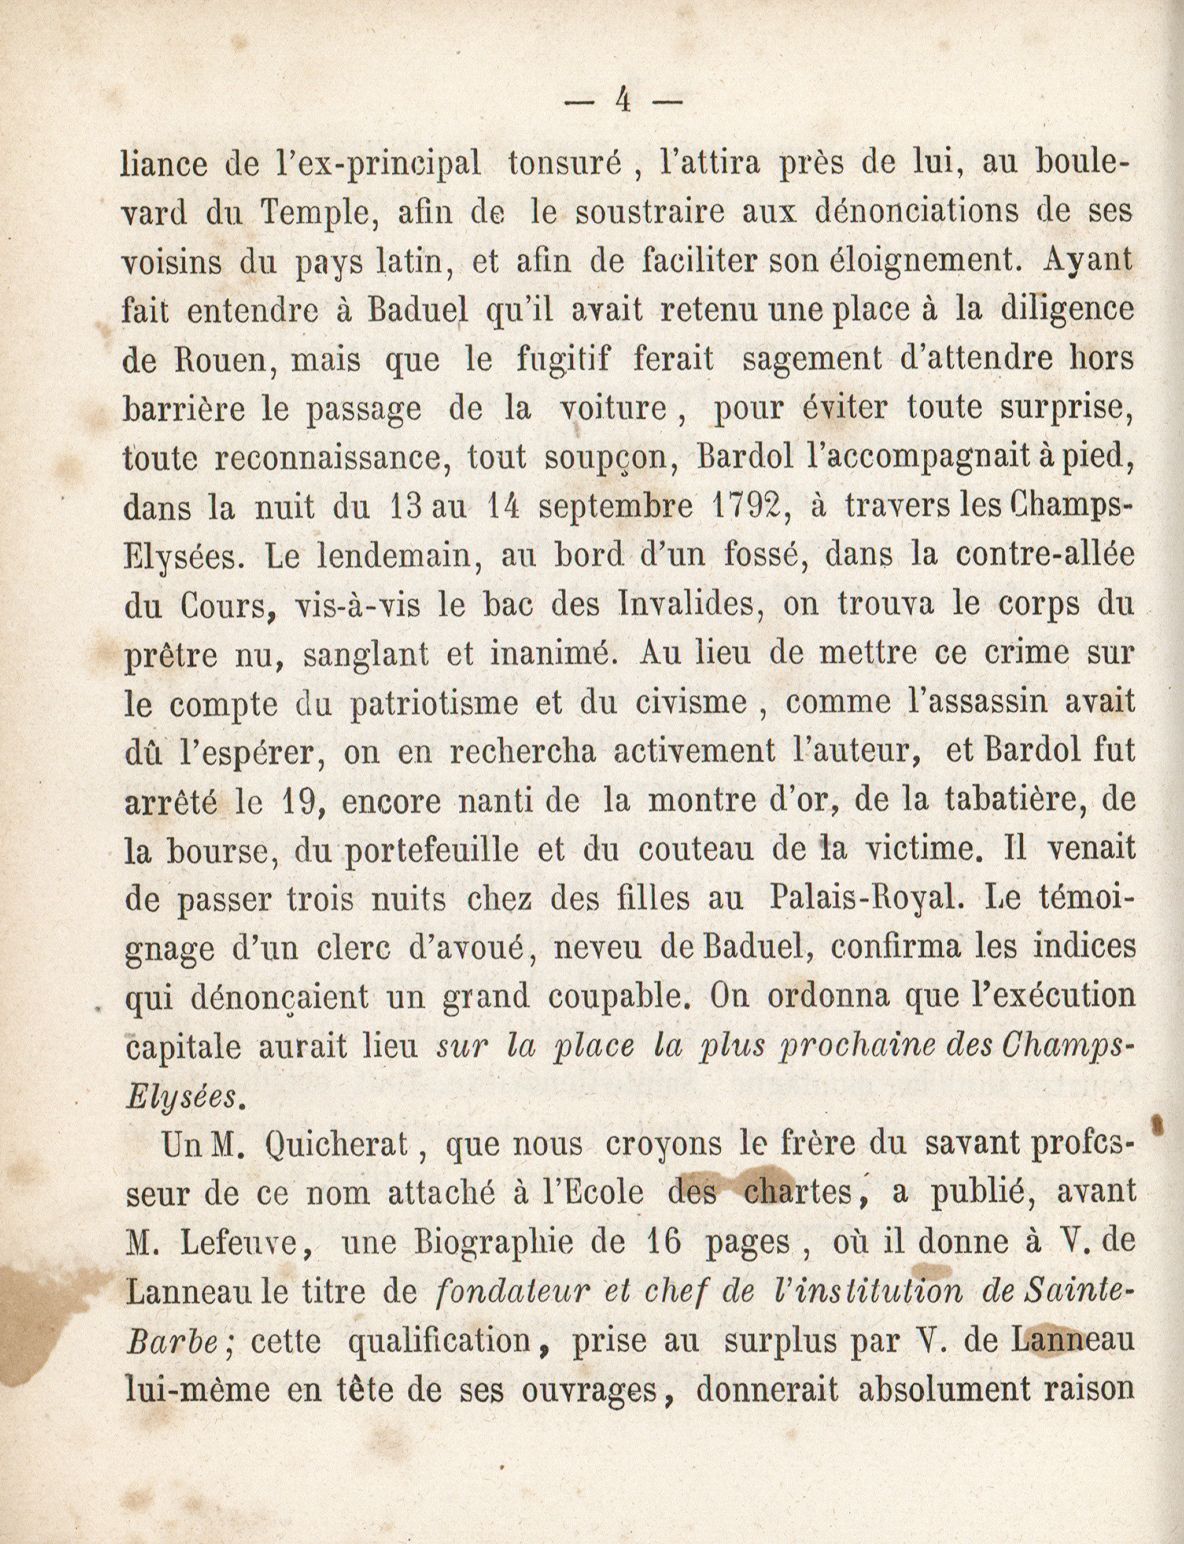 — 4 —
liance de l'ex-principal tonsuré , l'attira près de lui, au boule-
vard du Temple, afin de le soustraire aux dénonciations de ses
voisins du pays latin, et afin de faciliter son éloignement. Ayant
fait entendre à Baduel qu'il avait retenu une place à la diligence
de Rouen, mais que le fugitif ferait sagement d'attendre hors
barrière le passage de la voiture , pour éviter toute surprise,
toute reconnaissance, tout soupçon, Bardol l'accompagnait à pied,
dans la nuit du 13 au 14 septembre 1792, à travers les Champs-
Elysées. Le lendemain, au bord d'un fossé, dans la contre-allée
du Cours, vis-à-vis le bac des Invalides, on trouva le corps du
prêtre nu, sanglant et inanimé. Au lieu de mettre ce crime sur
le compte du patriotisme et du civisme , comme l'assassin avait
dû l'espérer, on en rechercha activement l'auteur, et Bardol fut
arrêté le 19, encore nanti de la montre d'or, de la tabatière, de
la bourse, du portefeuille et du couteau de la victime. Il venait
de passer trois nuits chez des filles au Palais-Royal. Le témoi-
gnage d'un clerc d'avoué, neveu de Baduel, confirma les indices
qui dénonçaient un grand coupable. On ordonna que l'exécution
capitale aurait lieu sur la place la plus prochaine des Champs-
Elysées.
Un M. Quicherat , que nous croyons le frère du savant profes-
seur de ce nom attaché à l'Ecole des chartes, a publié, avant
M. Lefeuve, une Biographie de 16 pages , où il donne à V. de
Lanneau le titre de fondateur et chef de l'institution de Sainte-
Barbe ; cette qualification, prise au surplus par V. de Lanneau
lui-mème en tête de ses ouvrages, donnerait absolument raison